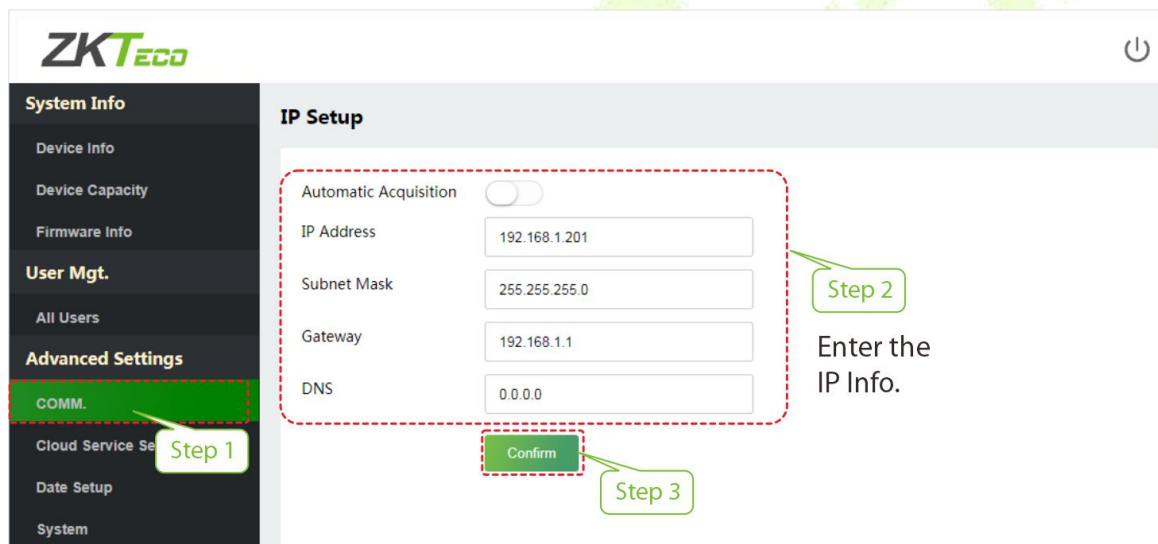 ZKTeco
System Info
Device Info
Device Capacity
Firmware Info
User Mgt.
All Users
Advanced Settings
COMM.
Cloud Service Se
Date Setup
System
Step 1
IP Setup
Automatic Acquisition
IP Address
192.168.1.201
Subnet Mask
255.255.255.0
Gateway
192.168.1.1
DNS
0.0.0.0
Confirm
Step 2
Enter the
IP Info.
Step 3